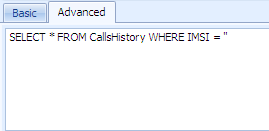 Basic
Advanced
SELECT * FROM CallsHistory WHERE IMSI = ''